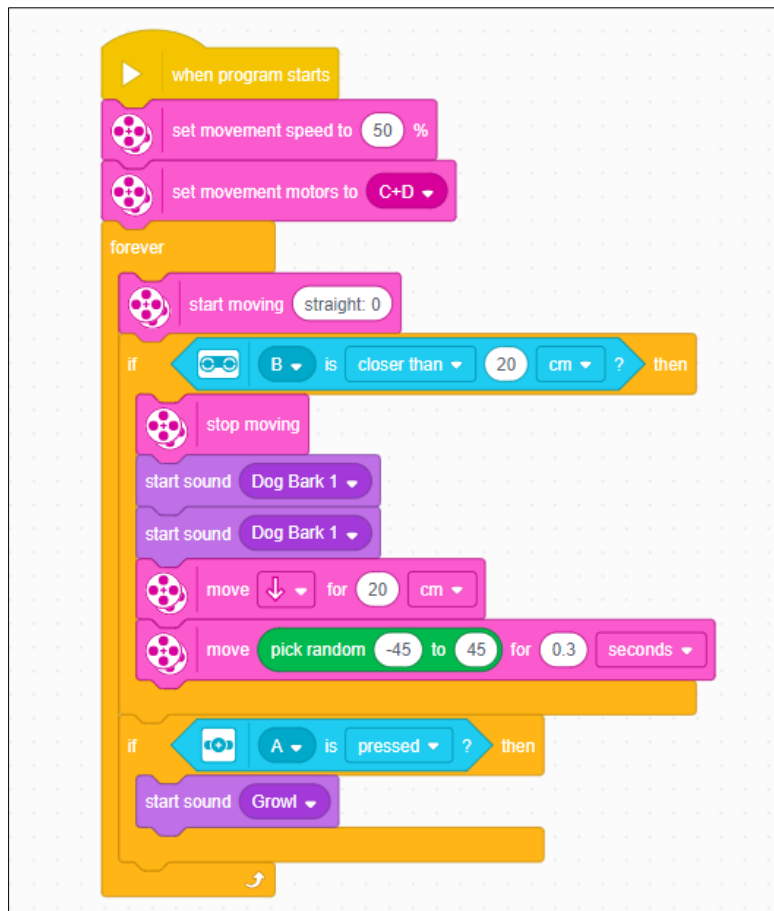 when program starts
set movement speed to 50 %
set movement motors to C+D
forever
start moving straight: 0
if B is closer than 20 cm ? then
stop moving
start sound Dog Bark 1
start sound Dog Bark 1
move for 20 cm
move pick random -45 to 45 for 0.3 seconds
if A is pressed ? then
start sound Growl